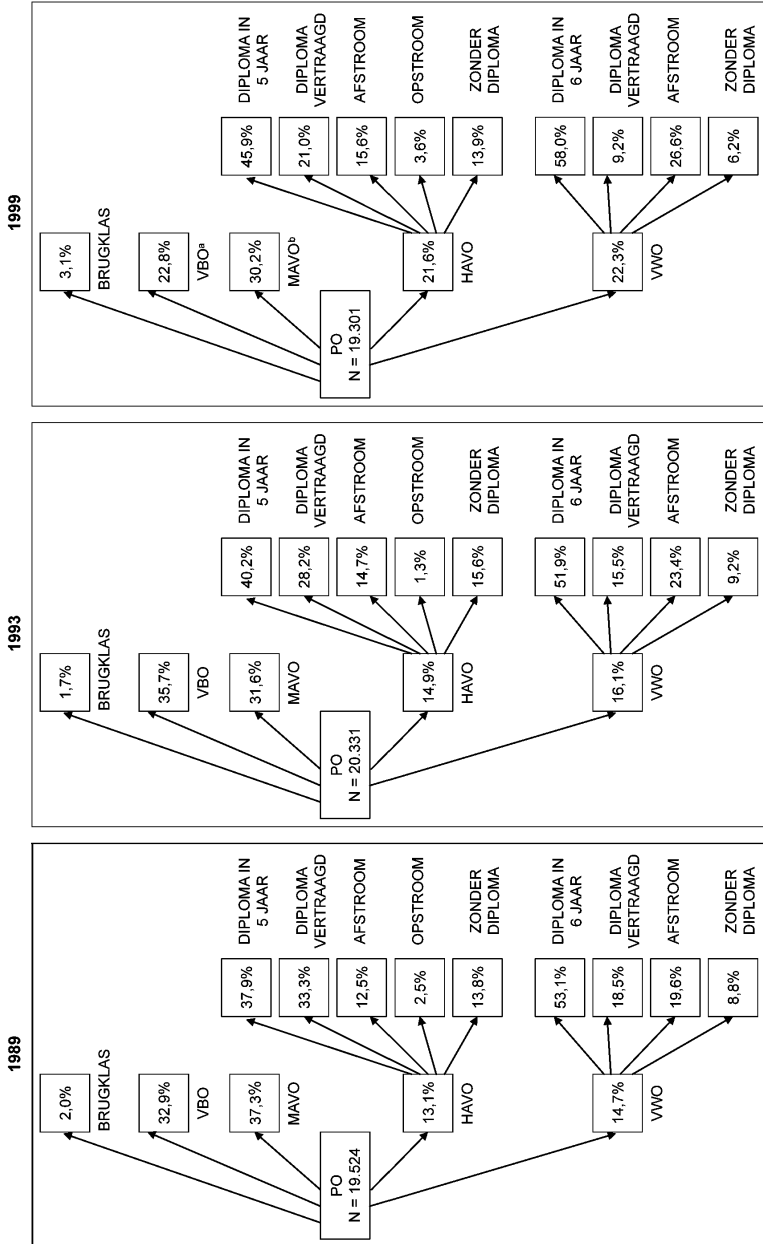 1989
2,0%
BRUGKLAS
32,9%
VBO
37,3%
MAVO
PO
N = 19.524
13,1%
HAVO
14,7%
VWO
37,9%
DIPLOMA IN
5 JAAR
33,3%
DIPLOMA
VERTRAAGD
12,5%
AFSTROOM
2,5%
OPSTROOM
13,8%
ZONDER
DIPLOMA
53,1%
DIPLOMA IN
6 JAAR
18,5%
DIPLOMA
VERTRAAGD
19,6%
AFSTROOM
8,8%
ZONDER
DIPLOMA
1993
1,7%
BRUGKLAS
35,7%
VBO
31,6%
MAVO
PO
N = 20.331
14,9%
HAVO
16,1%
VWO
40,2%
DIPLOMA IN
5 JAAR
28,2%
DIPLOMA
VERTRAAGD
14,7%
AFSTROOM
1,3%
OPSTROOM
15,6%
ZONDER
DIPLOMA
51,9%
DIPLOMA IN
6 JAAR
15,5%
DIPLOMA
VERTRAAGD
23,4%
AFSTROOM
9,2%
ZONDER
DIPLOMA
1999
3,1%
BRUGKLAS
22,8%
VBOᵃ
30,2%
MAVOᵇ
PO
N = 19.301
21,6%
HAVO
22,3%
VWO
45,9%
DIPLOMA IN
5 JAAR
21,0%
DIPLOMA
VERTRAAGD
15,6%
AFSTROOM
3,6%
OPSTROOM
13,9%
ZONDER
DIPLOMA
58,0%
DIPLOMA IN
6 JAAR
9,2%
DIPLOMA
VERTRAAGD
26,6%
AFSTROOM
6,2%
ZONDER
DIPLOMA